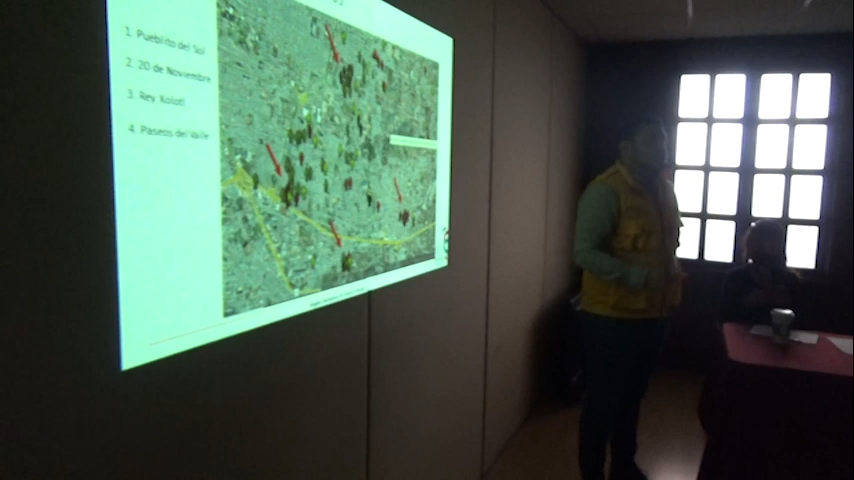 1. Pueblito del Sol
2. 20 de Noviembre
3. Rey Xolotl
4. Paseos del Valle